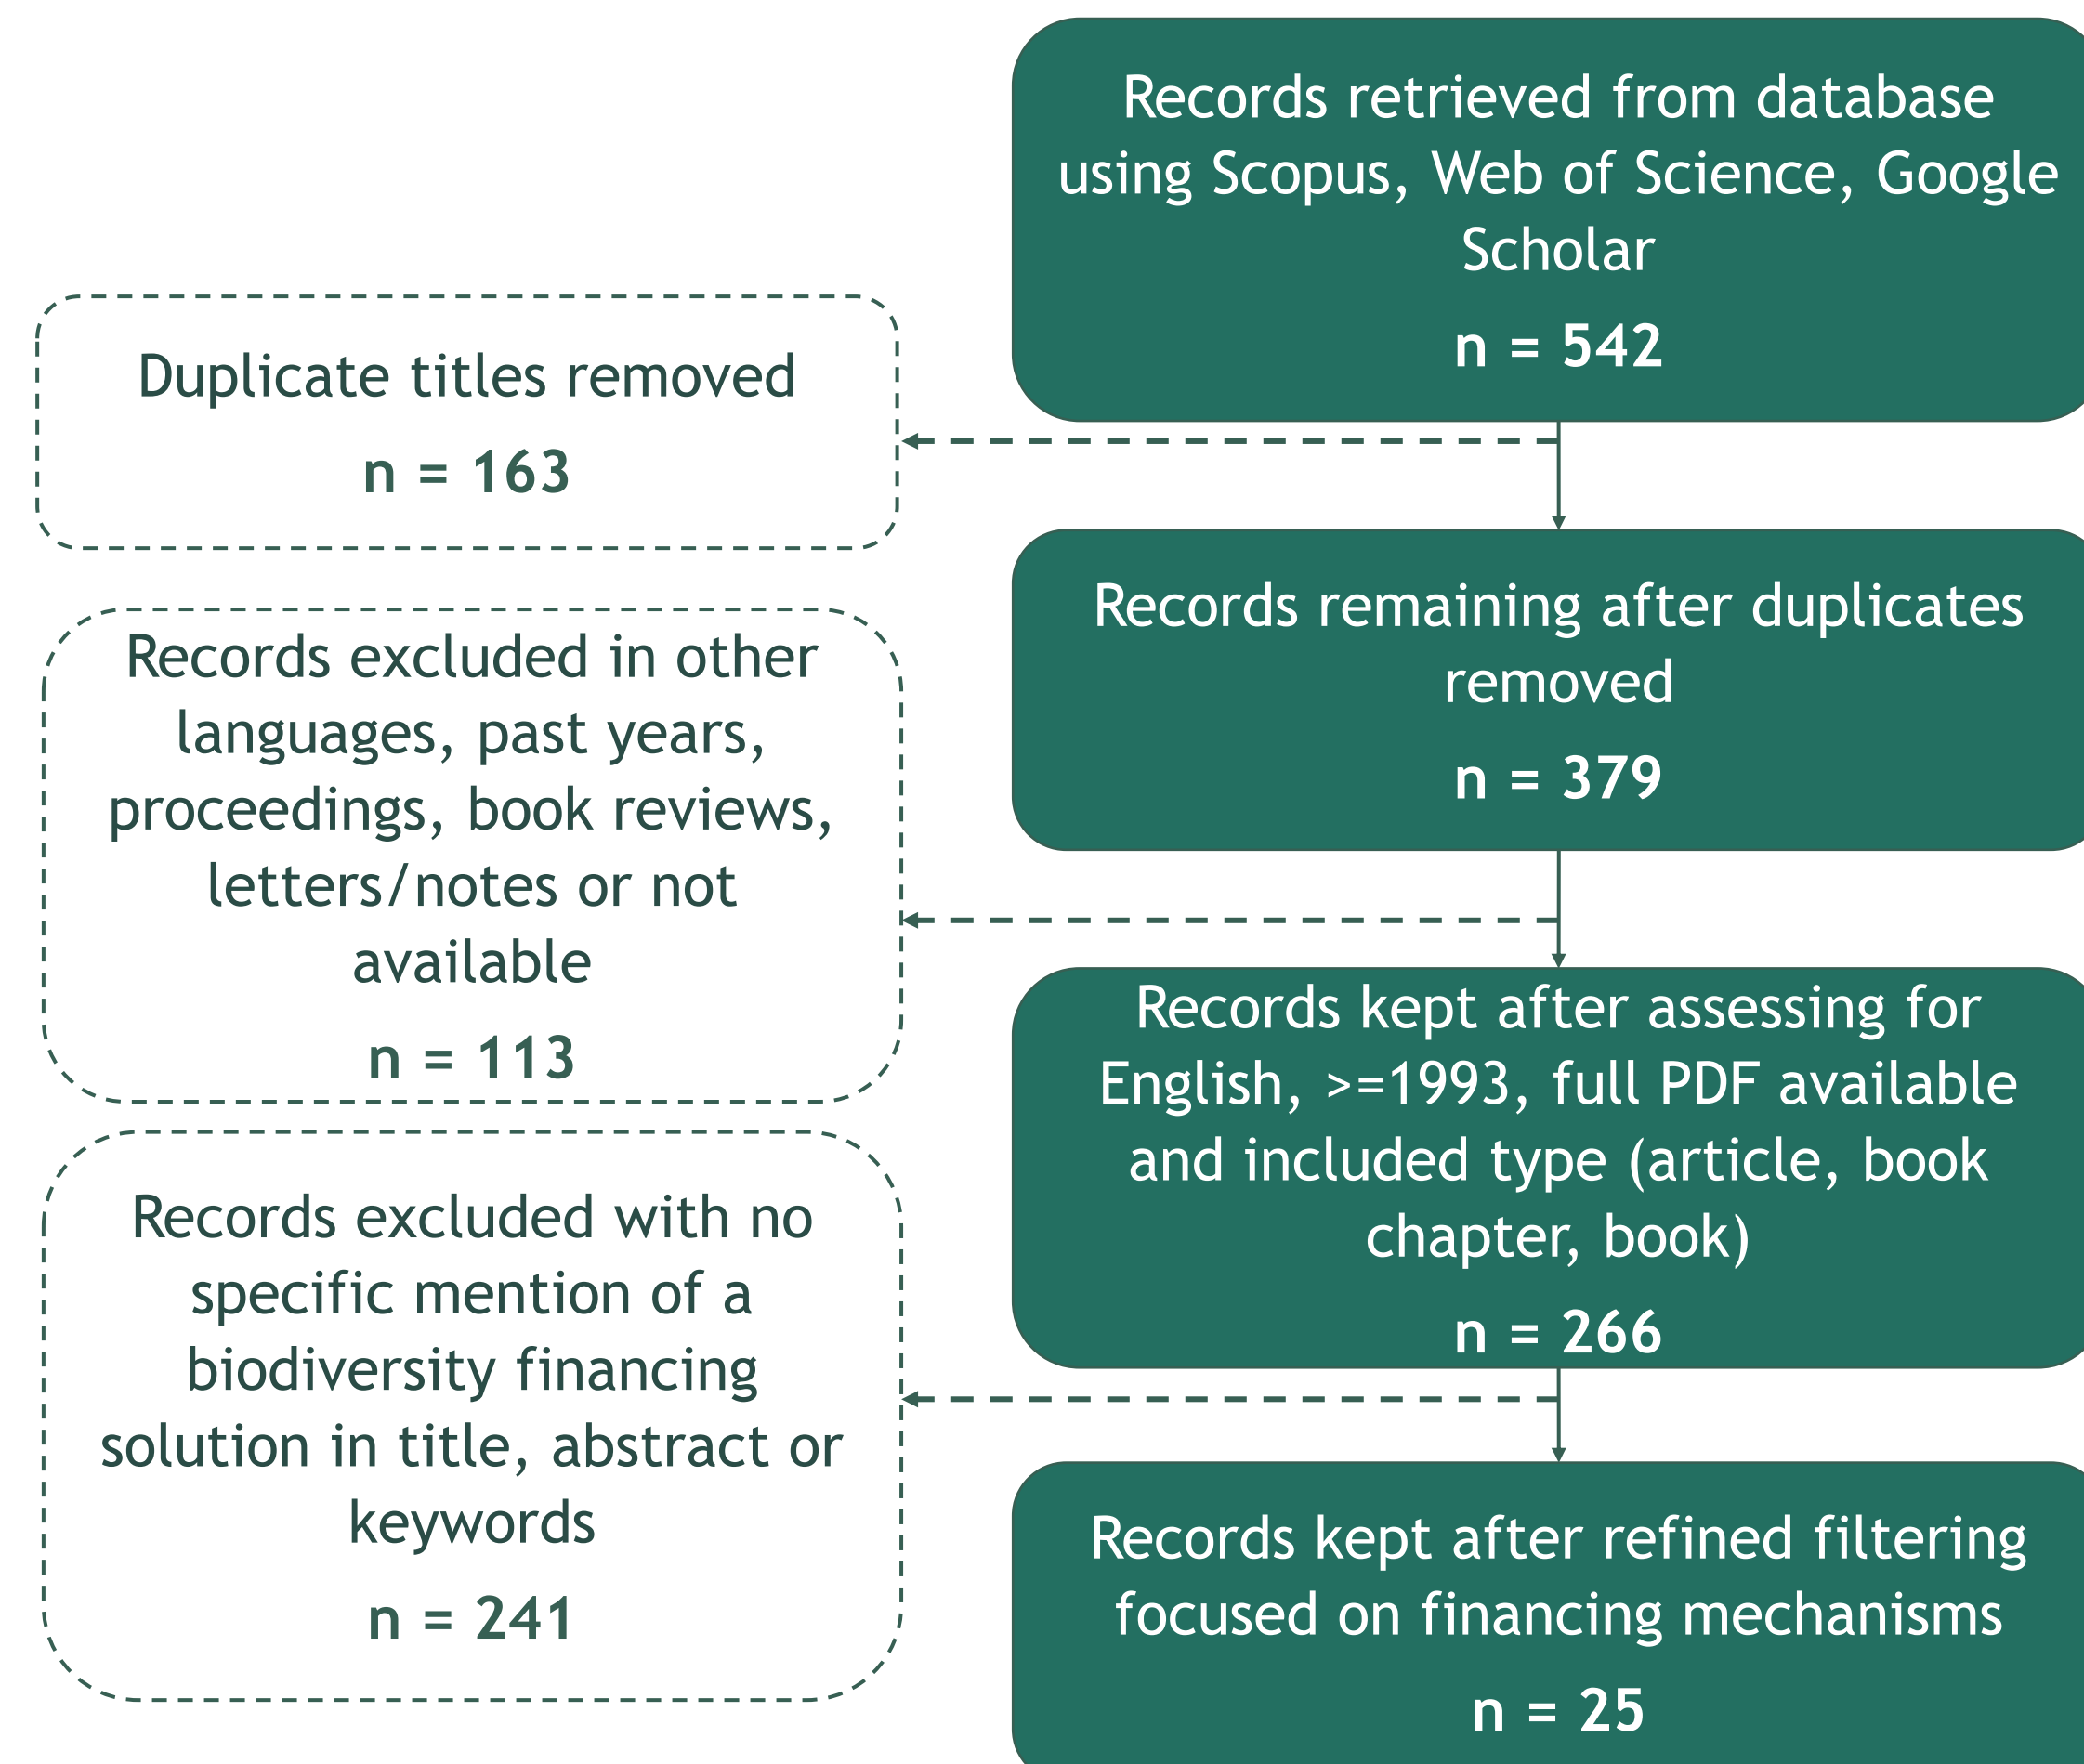 Records retrieved from database
using Scopus, Web of Science, Google
Scholar
n = 542
Duplicate titles removed
n = 163
Records remaining after duplicates
removed
n = 379
Records excluded in other
languages, past years,
proceedings, book reviews,
letters/notes or not
available
n = 113
Records kept after assessing for
English, >=1993, full PDF available
and included type (article, book
chapter, book)
n = 266
Records excluded with no
specific mention of a
biodiversity financing
solution in title, abstract or
keywords
n = 241
Records kept after refined filtering
focused on financing mechanisms
n = 25